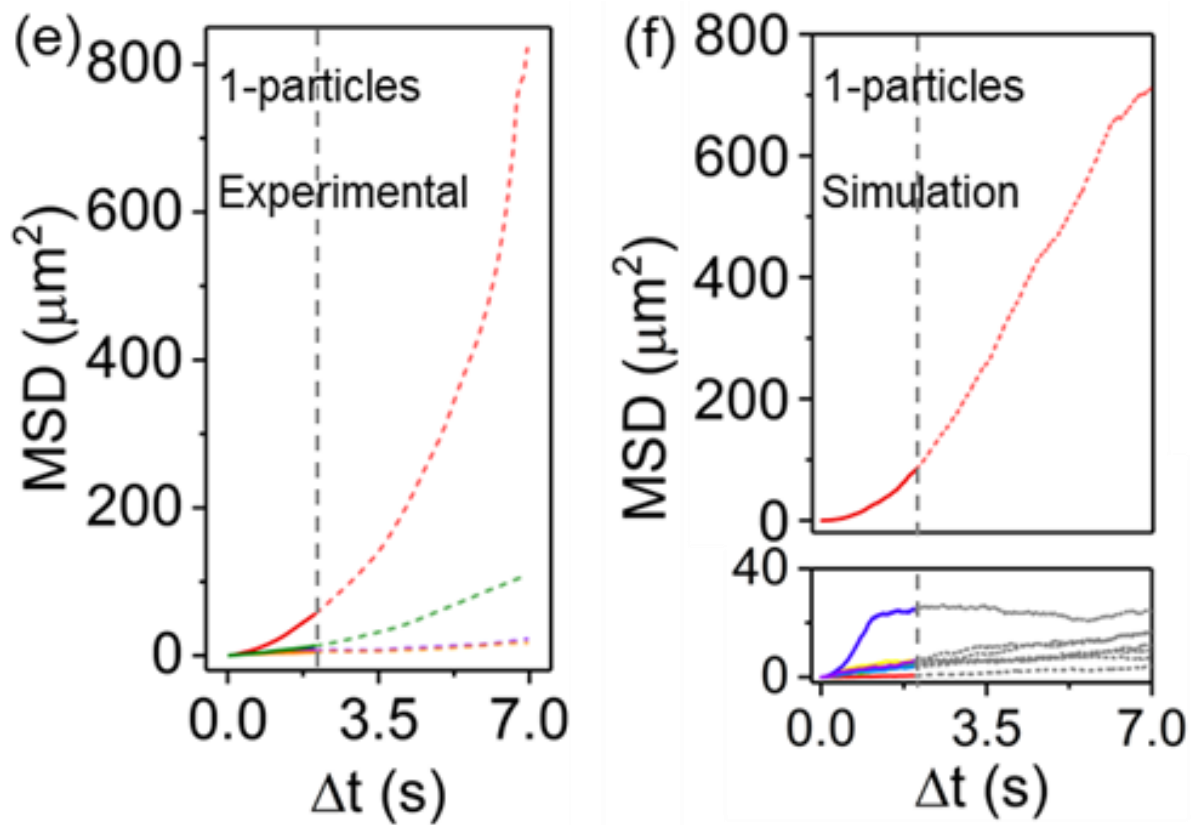 (e)
1-particles
Experimental
MSD (μm²)
800
600
400
200
0
0.0 3.5 7.0
Δt (s)
(f)
1-particles
Simulation
MSD (μm²)
800
600
400
200
0
40
0
0.0 3.5 7.0
Δt (s)